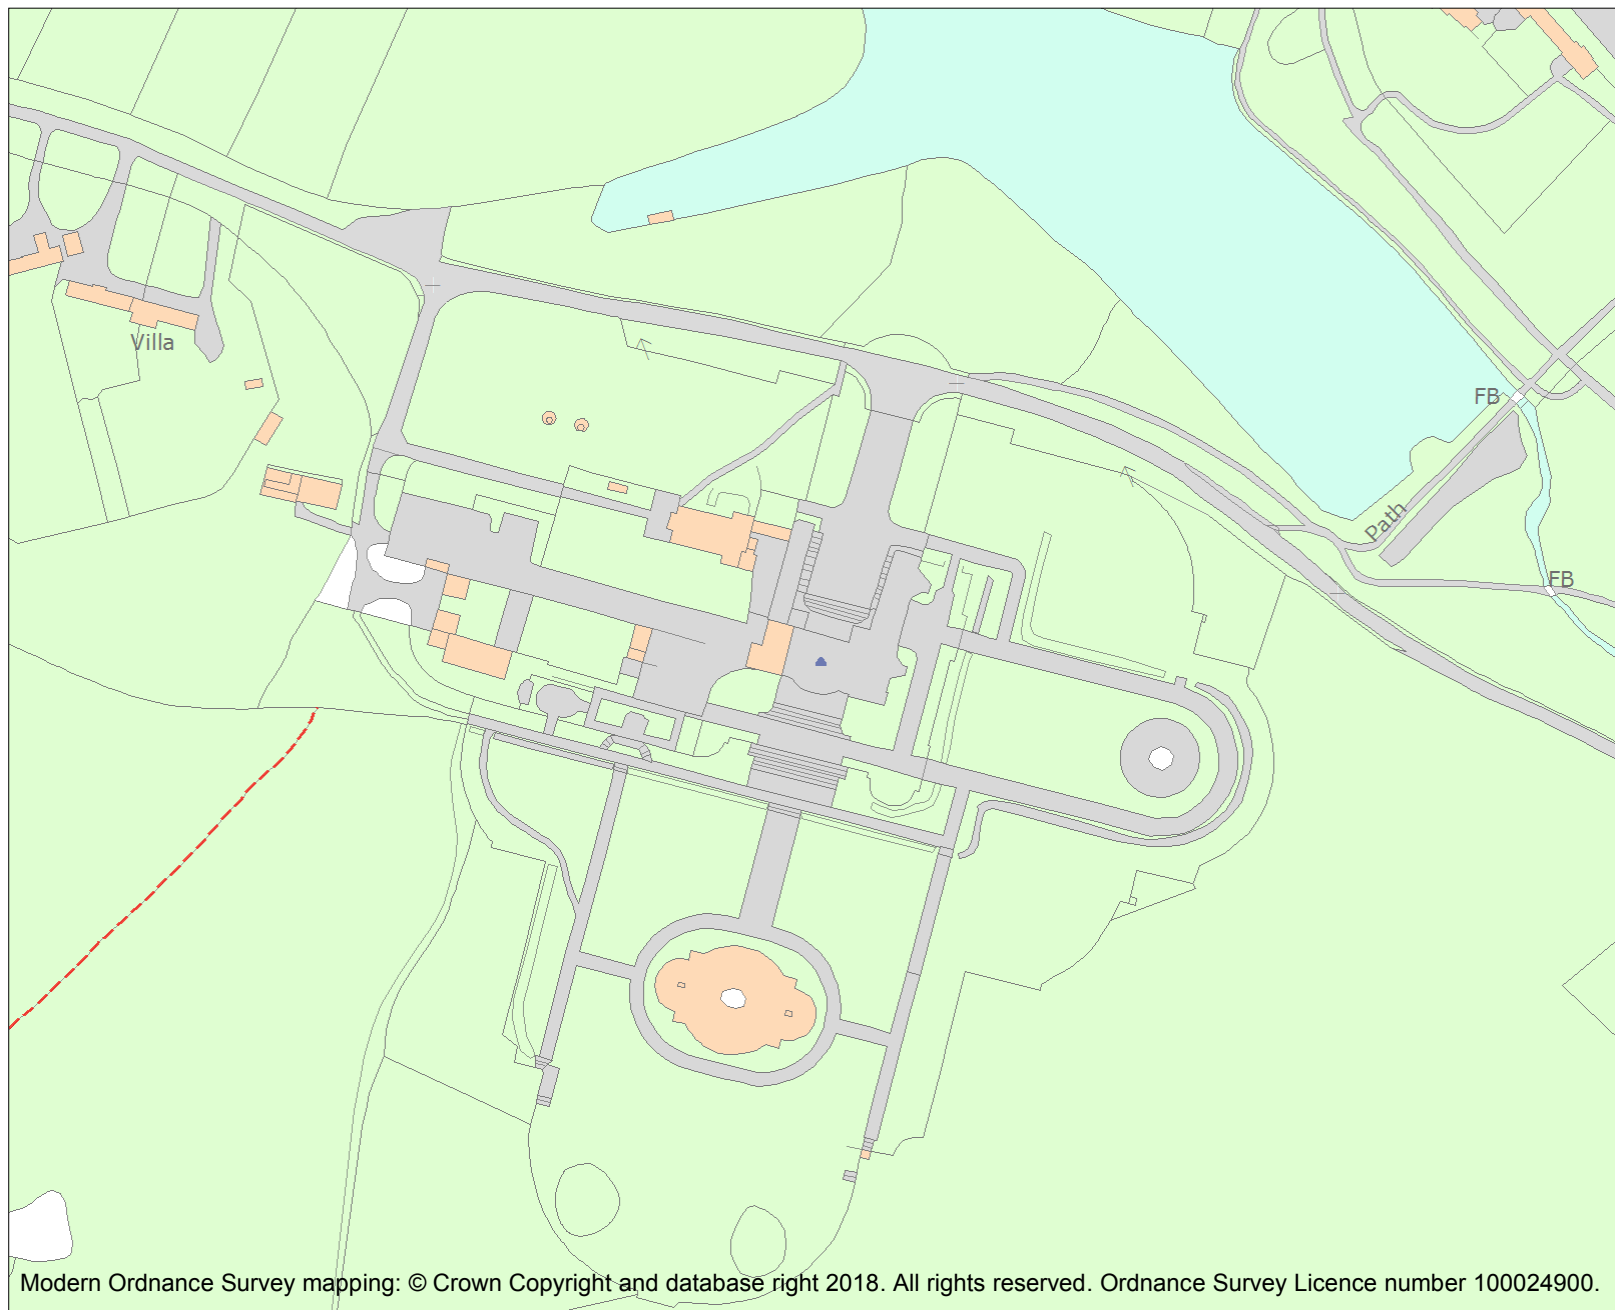 Villa
FB
Path
FB
Modern Ordnance Survey mapping: © Crown Copyright and database right 2018. All rights reserved. Ordnance Survey Licence number 100024900.